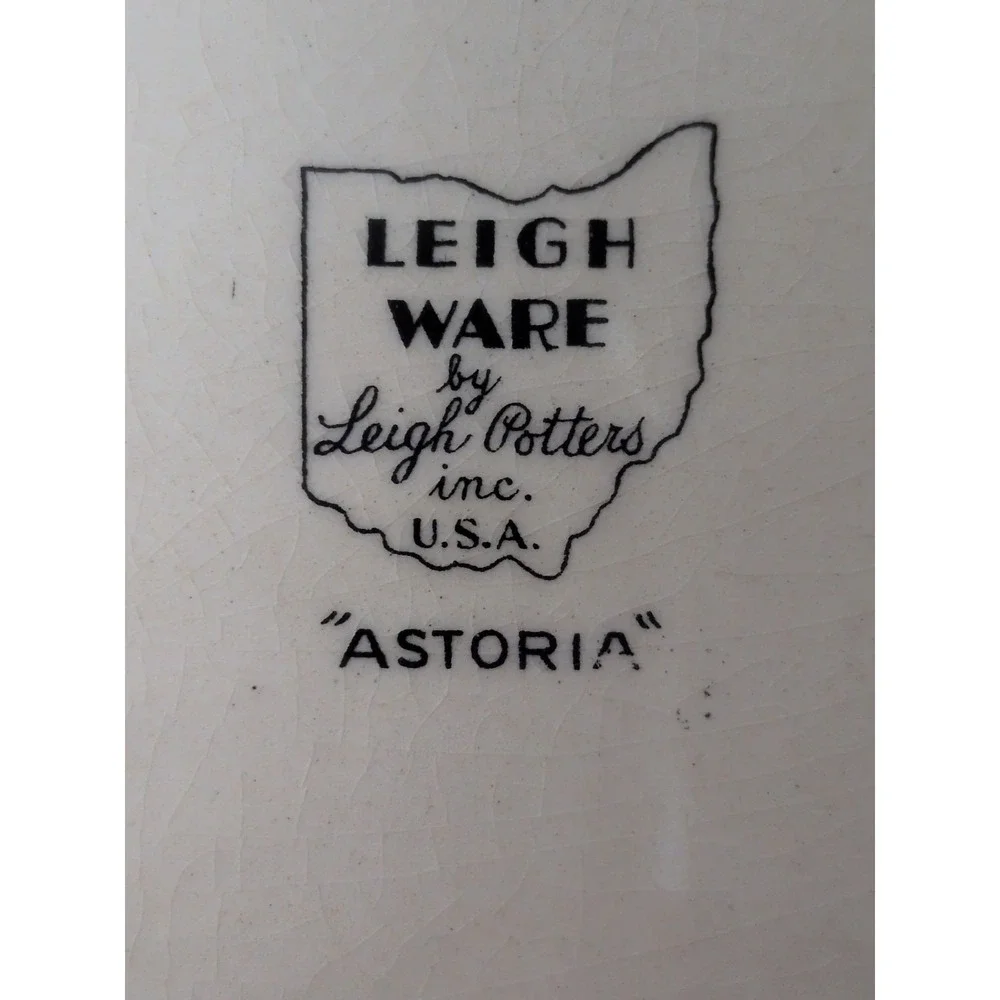 LEIGH
WARE
by
Leigh Potters
inc.
U.S.A.
"ASTORIA"